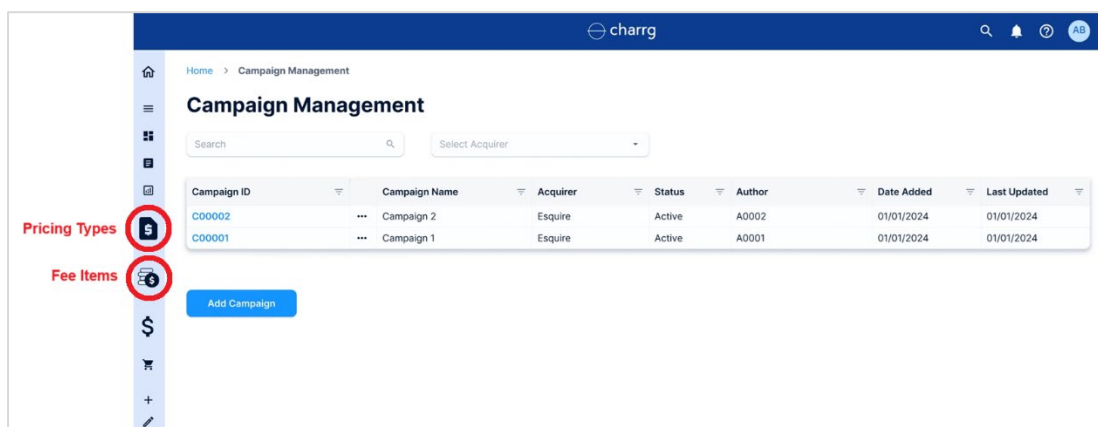 charrg
AB
Home > Campaign Management
Campaign Management
Search
Select Acquirer
Campaign ID Campaign Name Acquirer Status Author Date Added Last Updated
C00002 ••• Campaign 2 Esquire Active A0002 01/01/2024 01/01/2024
C00001 ••• Campaign 1 Esquire Active A0001 01/01/2024 01/01/2024
Pricing Types
Fee Items
Add Campaign